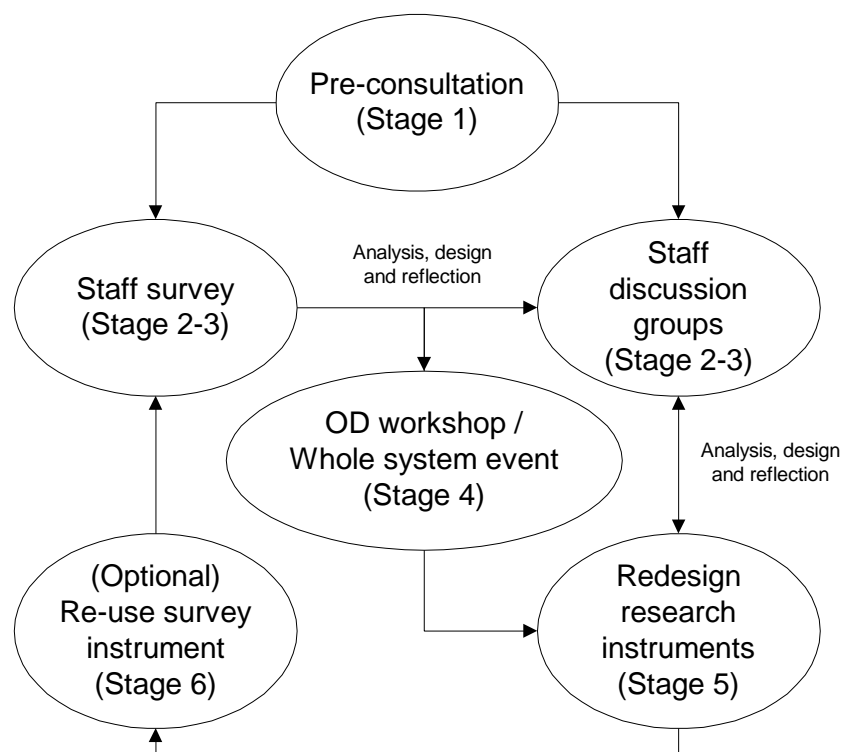 Pre-consultation
(Stage 1)
Staff survey
(Stage 2-3)
Analysis, design
and reflection
Staff
discussion
groups
(Stage 2-3)
OD workshop /
Whole system event
(Stage 4)
Analysis, design
and reflection
(Optional)
Re-use survey
instrument
(Stage 6)
Redesign
research
instruments
(Stage 5)